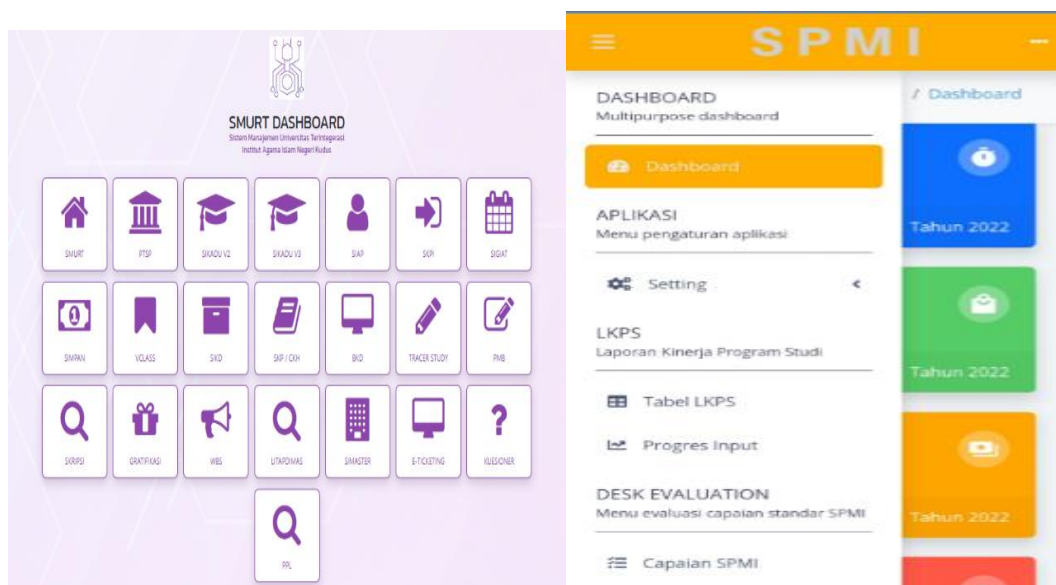 SMURT DASHBOARD
Sistem Manajemen Universitas Terintegerasi
Institut Agama Islam Negeri Kudus
SMURT
PTSP
SIKADU V2
SIKADU V3
SIAP
SKPI
SIGIAT
SIMPAN
VCLASS
SIKD
SKP / CKH
BKD
TRACER STUDY
PMB
SKRIPSI
GRATIFIKASI
WBS
LITAPDIMAS
SIMASTER
E-TICKETING
KUESIONER
PPL
SPMI
/ Dashboard
DASHBOARD
Multipurpose dashboard
Dashboard
APLIKASI
Menu pengaturan aplikasi
Setting
LKPS
Laporan Kinerja Program Studi
Tabel LKPS
Progres Input
DESK EVALUATION
Menu evaluasi capaian standar SPMI
Capaian SPMI
Tahun 2022
Tahun 2022
Tahun 2022